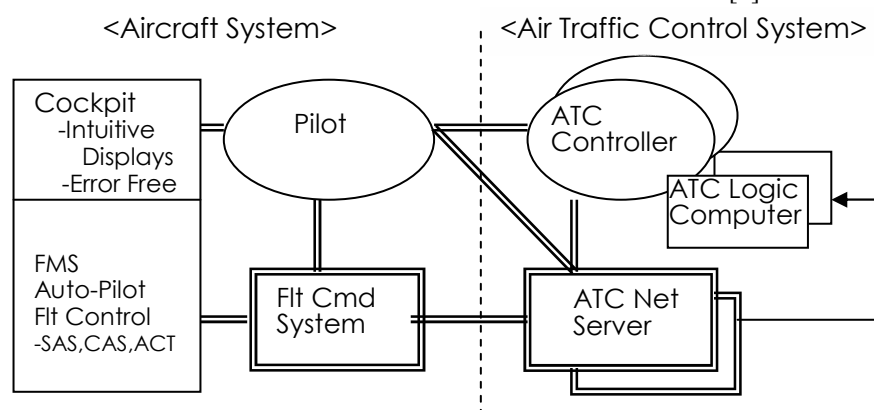 <Aircraft System>
<Air Traffic Control System>
Cockpit
-Intuitive
Displays
-Error Free
Pilot
ATC
Controller
ATC Logic
Computer
FMS
Auto-Pilot
Flt Control
-SAS,CAS,ACT
Flt Cmd
System
ATC Net
Server